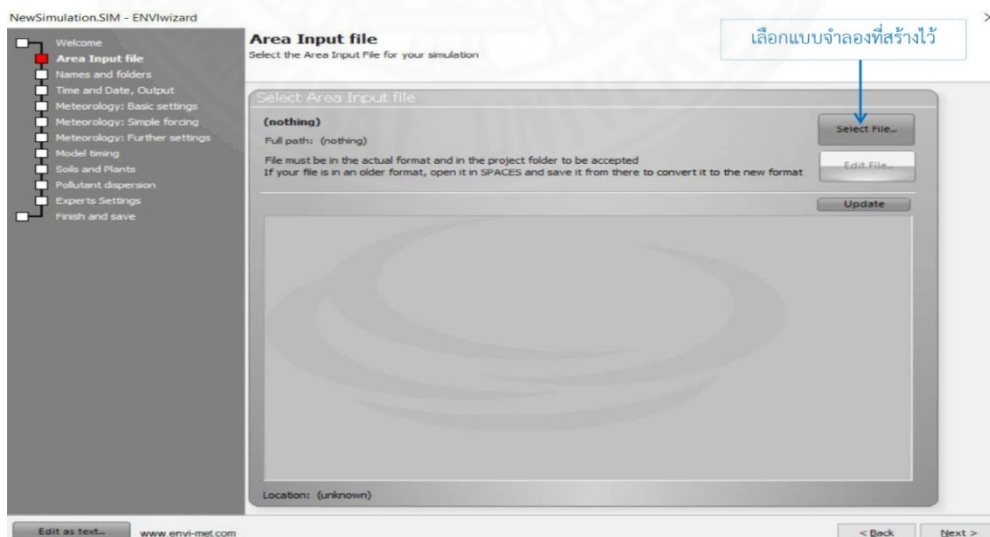 NewSimulation.SIM - ENVIwizard
Welcome
Area Input file
Names and folders
Time and Date, Output
Meteorology: Basic settings
Meteorology: Simple forcing
Meteorology: Further settings
Model timing
Soils and Plants
Pollutant dispersion
Experts Settings
Finish and save
Area Input file
Select the Area Input File for your simulation
เลือกแบบจำลองที่สร้างไว้
Select Area Input file
(nothing)
Full path: (nothing)
File must be in the actual format and in the project folder to be accepted
If your file is in an older format, open it in SPACES and save it from there to convert it to the new format
Select File...
Edit File...
Update
Location: (unknown)
Edit as text...
www.envi-met.com
< Back
Next >